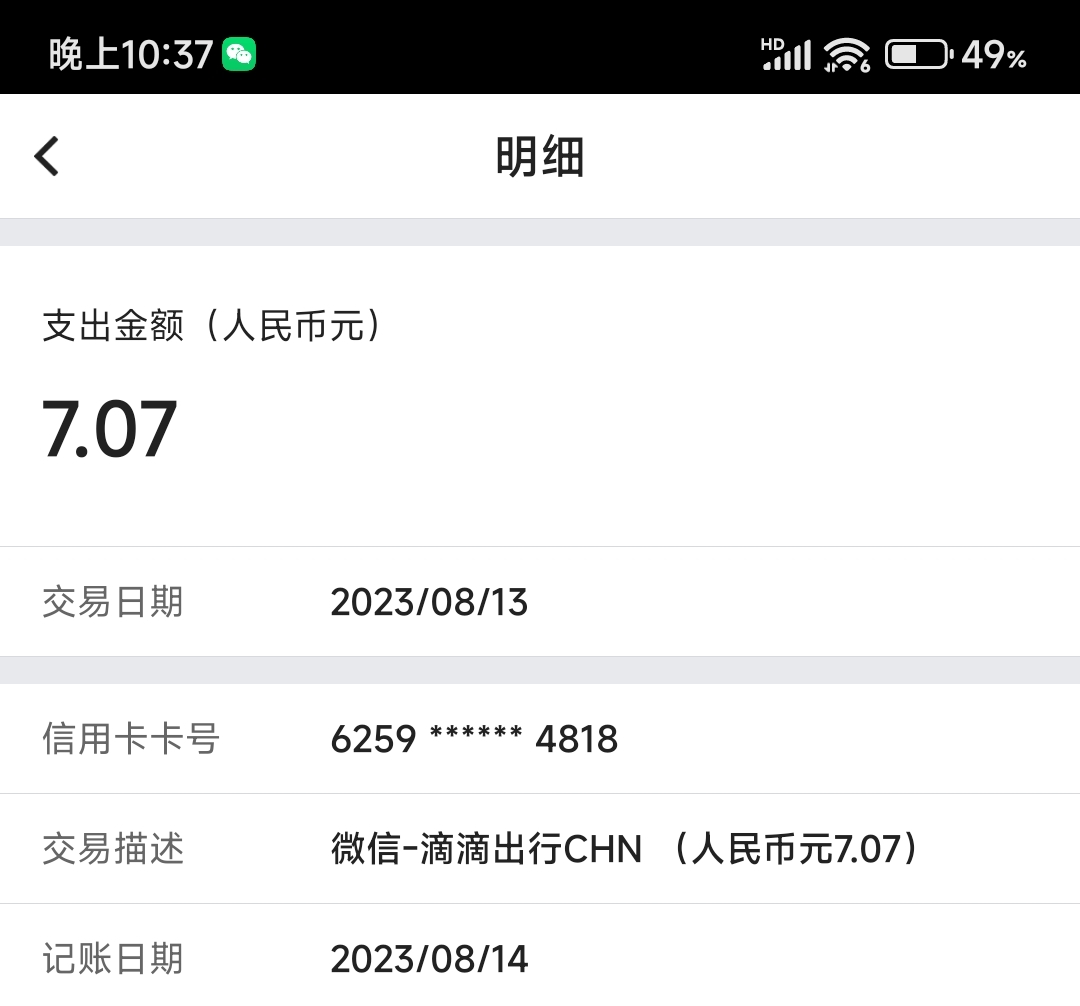 晚上10:37 HD 6 49%
明细
支出金额（人民币元）
7.07
交易日期 2023/08/13
信用卡卡号 6259 ****** 4818
交易描述 微信-滴滴出行CHN （人民币元7.07）
记账日期 2023/08/14